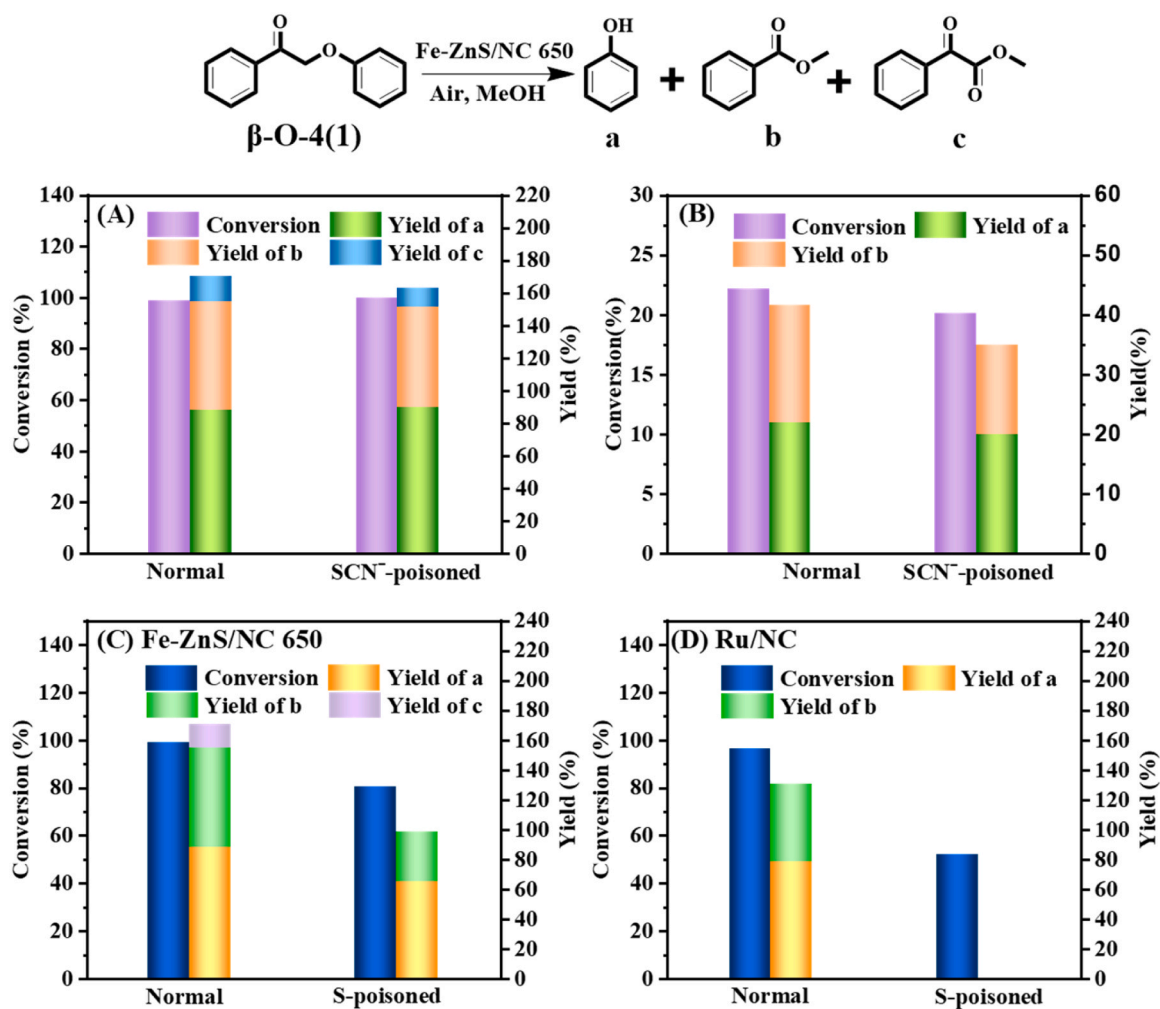 O
O
Fe-ZnS/NC 650
Air, MeOH
OH
O
O
O
O
O
+
+
β-O-4(1)
a
b
c
(A)
Conversion
Yield of a
Yield of b
Yield of c
Conversion (%)
140
120
100
80
60
40
20
0
220
200
180
160
140
120
100
80
60
40
20
0
Yield (%)
Normal
SCN⁻-poisoned
(B)
Conversion
Yield of a
Yield of b
Conversion(%)
30
25
20
15
10
5
0
60
50
40
30
20
10
0
Yield(%)
Normal
SCN⁻-poisoned
(C) Fe-ZnS/NC 650
Conversion
Yield of a
Yield of b
Yield of c
Conversion (%)
140
120
100
80
60
40
20
0
240
220
200
180
160
140
120
100
80
60
40
20
0
Yield (%)
Normal
S-poisoned
(D) Ru/NC
Conversion
Yield of a
Yield of b
Conversion (%)
140
120
100
80
60
40
20
0
240
220
200
180
160
140
120
100
80
60
40
20
0
Yield (%)
Normal
S-poisoned